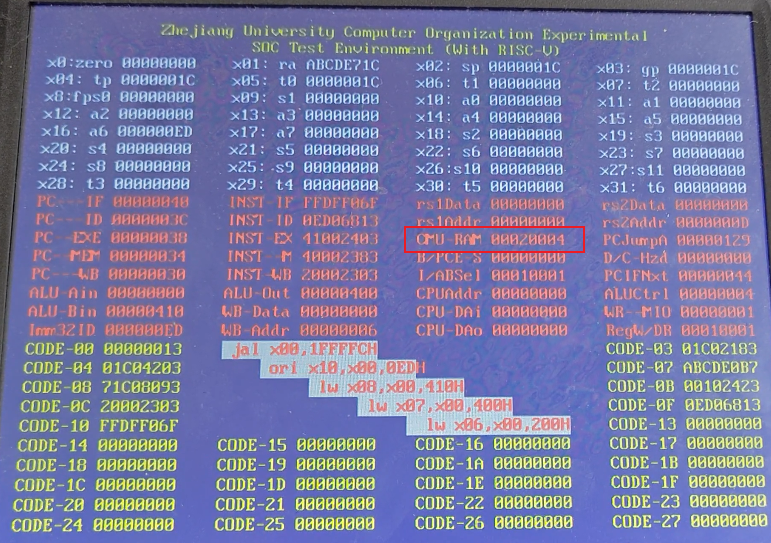 Zhejiang University Computer Organization Experimental
SOC Test Environment (With RISC-V)
x0:zero 00000000 x01: ra ABCDE71C x02: sp 0000001C x03: gp 0000001C
x04: tp 0000001C x05: t0 0000001C x06: t1 00000000 x07: t2 00000000
x8:fps0 00000000 x09: s1 00000000 x10: a0 00000000 x11: a1 00000000
x12: a2 00000000 x13: a3 00000000 x14: a4 00000000 x15: a5 00000000
x16: a6 000000ED x17: a7 00000000 x18: s2 00000000 x19: s3 00000000
x20: s4 00000000 x21: s5 00000000 x22: s6 00000000 x23: s7 00000000
x24: s8 00000000 x25: s9 00000000 x26:s10 00000000 x27:s11 00000000
x28: t3 00000000 x29: t4 00000000 x30: t5 00000000 x31: t6 00000000
PC---IF 00000040 INST-IF FFDFF06F rs1Data 00000000 rs2Data 00000000
PC---ID 0000003C INST-ID 0ED06813 rs1Addr 00000000 rs2Addr 0000000D
PC--EXE 00000038 INST-EX 41002403 CMU-RAM 00020004 PCJumpA 00000129
PC--MEM 00000034 INST--M 40002383 B/PCE-S 00000000 D/C-Hzd 00000000
PC---WB 00000030 INST-WB 20002303 I/ABSel 00010001 PCIFNxt 00000044
ALU-Ain 00000000 ALU-Out 00000400 CPUAddr 00000000 ALUCtrl 00000004
ALU-Bin 00000410 WB-Data 00000000 CPU-DAi 00000000 WR--MIO 00000001
Imm32ID 000000ED WB-Addr 00000006 CPU-DAo 00000000 RegW/DR 00010001
CODE-00 00000013 jal x00,1FFFFCH CODE-03 01C02183
CODE-04 01C04203 ori x10,x00,0EDH CODE-07 ABCDE0B7
CODE-08 71C08093 lw x08,x00,410H CODE-0B 00102423
CODE-0C 20002303 lw x07,x00,400H CODE-0F 0ED06813
CODE-10 FFDFF06F lw x06,x00,200H CODE-13 00000000
CODE-14 00000000 CODE-15 00000000 CODE-16 00000000 CODE-17 00000000
CODE-18 00000000 CODE-19 00000000 CODE-1A 00000000 CODE-1B 00000000
CODE-1C 00000000 CODE-1D 00000000 CODE-1E 00000000 CODE-1F 00000000
CODE-20 00000000 CODE-21 00000000 CODE-22 00000000 CODE-23 00000000
CODE-24 00000000 CODE-25 00000000 CODE-26 00000000 CODE-27 00000000